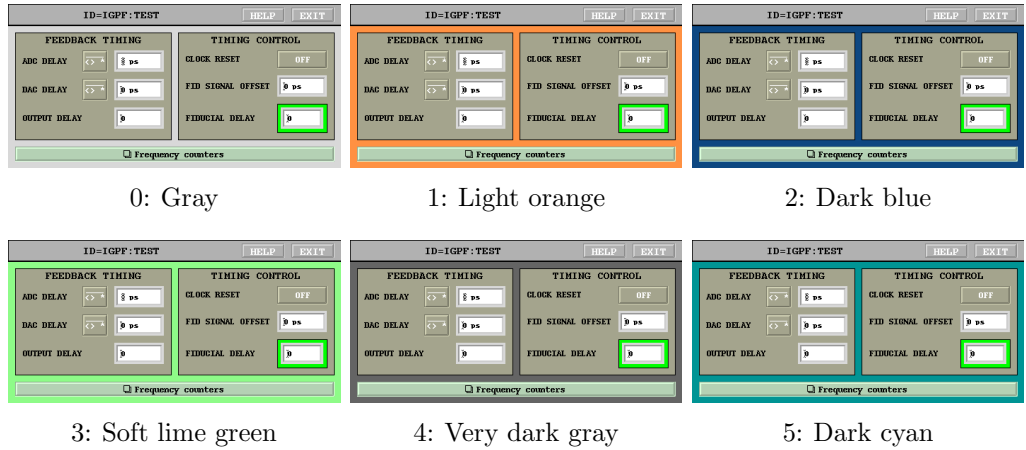 ID=IGPF:TEST HELP EXIT
FEEDBACK TIMING
ADC DELAY <> * ps
DAC DELAY <> * 0 ps
OUTPUT DELAY 0
TIMING CONTROL
CLOCK RESET OFF
FID SIGNAL OFFSET 0 ps
FIDUCIAL DELAY 0
Frequency counters
0: Gray
ID=IGPF:TEST HELP EXIT
FEEDBACK TIMING
ADC DELAY <> * ps
DAC DELAY <> * 0 ps
OUTPUT DELAY 0
TIMING CONTROL
CLOCK RESET OFF
FID SIGNAL OFFSET 0 ps
FIDUCIAL DELAY 0
Frequency counters
1: Light orange
ID=IGPF:TEST HELP EXIT
FEEDBACK TIMING
ADC DELAY <> * ps
DAC DELAY <> * 0 ps
OUTPUT DELAY 0
TIMING CONTROL
CLOCK RESET OFF
FID SIGNAL OFFSET 0 ps
FIDUCIAL DELAY 0
Frequency counters
2: Dark blue
ID=IGPF:TEST HELP EXIT
FEEDBACK TIMING
ADC DELAY <> * ps
DAC DELAY <> * 0 ps
OUTPUT DELAY 0
TIMING CONTROL
CLOCK RESET OFF
FID SIGNAL OFFSET 0 ps
FIDUCIAL DELAY 0
Frequency counters
3: Soft lime green
ID=IGPF:TEST HELP EXIT
FEEDBACK TIMING
ADC DELAY <> * ps
DAC DELAY <> * 0 ps
OUTPUT DELAY 0
TIMING CONTROL
CLOCK RESET OFF
FID SIGNAL OFFSET 0 ps
FIDUCIAL DELAY 0
Frequency counters
4: Very dark gray
ID=IGPF:TEST HELP EXIT
FEEDBACK TIMING
ADC DELAY <> * ps
DAC DELAY <> * 0 ps
OUTPUT DELAY 0
TIMING CONTROL
CLOCK RESET OFF
FID SIGNAL OFFSET 0 ps
FIDUCIAL DELAY 0
Frequency counters
5: Dark cyan